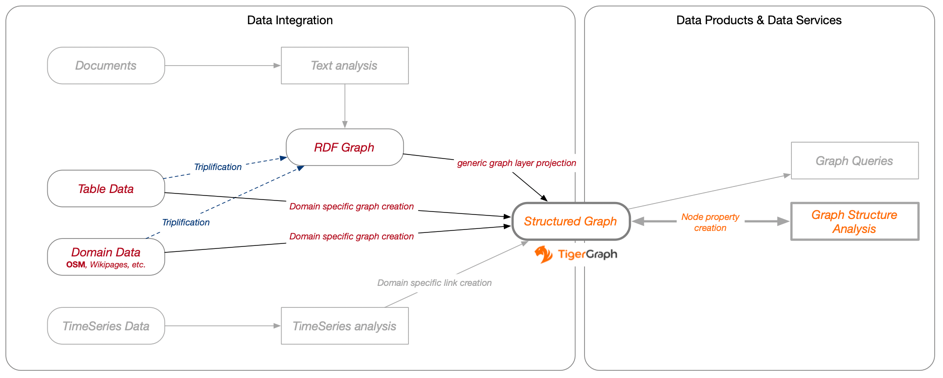 Data Integration
Data Products & Data Services
Documents
Text analysis
RDF Graph
Triplification
generic graph layer projection
Graph Queries
Table Data
Domain specific graph creation
Triplification
Structured Graph
Node property
creation
Graph Structure
Analysis
Domain specific graph creation
Domain Data
OSM, Wikipages, etc.
TigerGraph
Domain specific link creation
TimeSeries Data
TimeSeries analysis